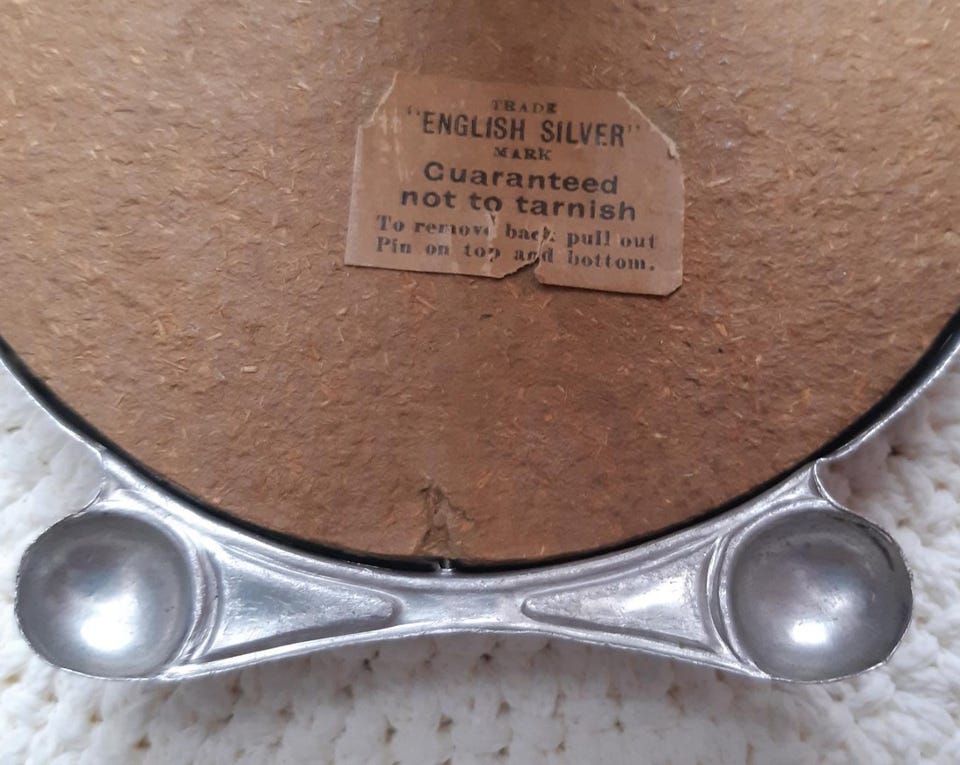 TRADE
"ENGLISH SILVER"
MARK
Guaranteed
not to tarnish
To remove back pull out
Pin on top and bottom.